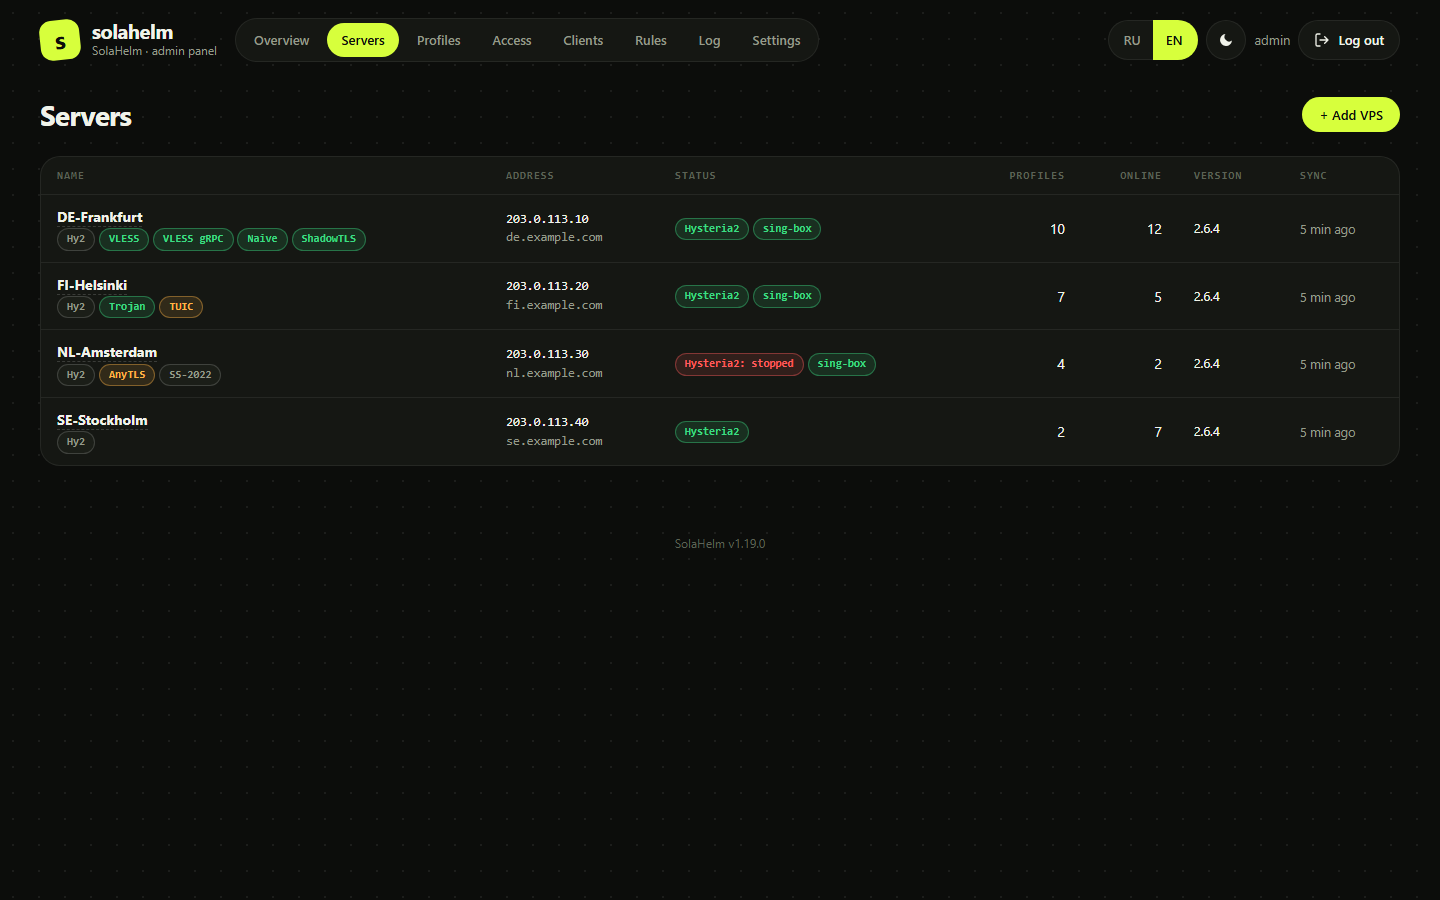 s
solahelm
SolaHelm · admin panel
Overview Servers Profiles Access Clients Rules Log Settings
RU EN admin Log out
Servers
+ Add VPS
NAME ADDRESS STATUS PROFILES ONLINE VERSION SYNC
DE-Frankfurt
Hy2 VLESS VLESS gRPC Naive ShadowTLS
203.0.113.10
de.example.com
Hysteria2 sing-box 10 12 2.6.4 5 min ago
FI-Helsinki
Hy2 Trojan TUIC
203.0.113.20
fi.example.com
Hysteria2 sing-box 7 5 2.6.4 5 min ago
NL-Amsterdam
Hy2 AnyTLS SS-2022
203.0.113.30
nl.example.com
Hysteria2: stopped sing-box 4 2 2.6.4 5 min ago
SE-Stockholm
Hy2
203.0.113.40
se.example.com
Hysteria2 2 7 2.6.4 5 min ago
SolaHelm v1.19.0